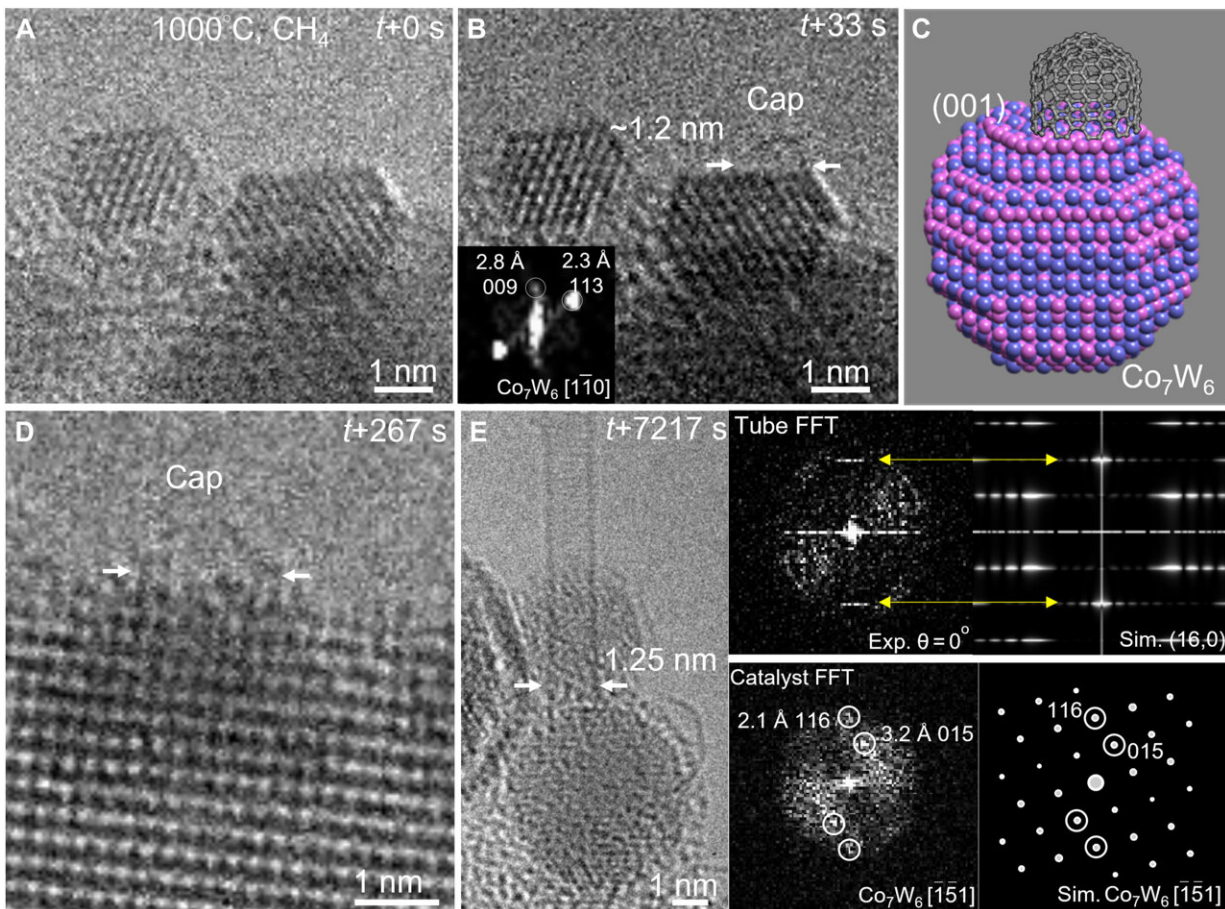 A
1000°C, CH₄
t+0 s
1 nm
B
t+33 s
Cap
~1.2 nm
2.8 Å
009
2.3 Å
113
Co₇W₆ [11̄0]
1 nm
C
(001)
Co₇W₆
D
t+267 s
Cap
1 nm
E
t+7217 s
1.25 nm
1 nm
Tube FFT
Exp. θ = 0°
Sim. (16,0)
Catalyst FFT
2.1 Å 116
3.2 Å 015
Co₇W₆ [1̄5̄1]
116
015
Sim. Co₇W₆ [1̄5̄1]